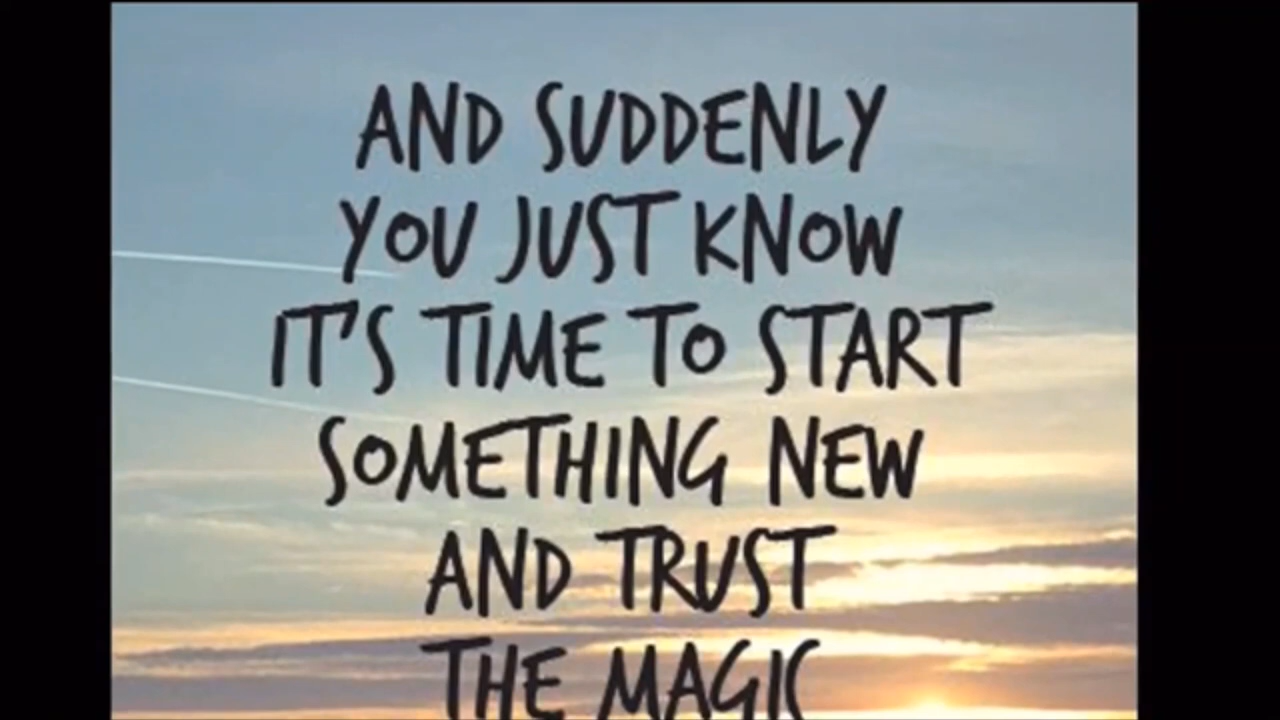 AND SUDDENLY
YOU JUST KNOW
IT'S TIME TO START
SOMETHING NEW
AND TRUST
THE MAGIC